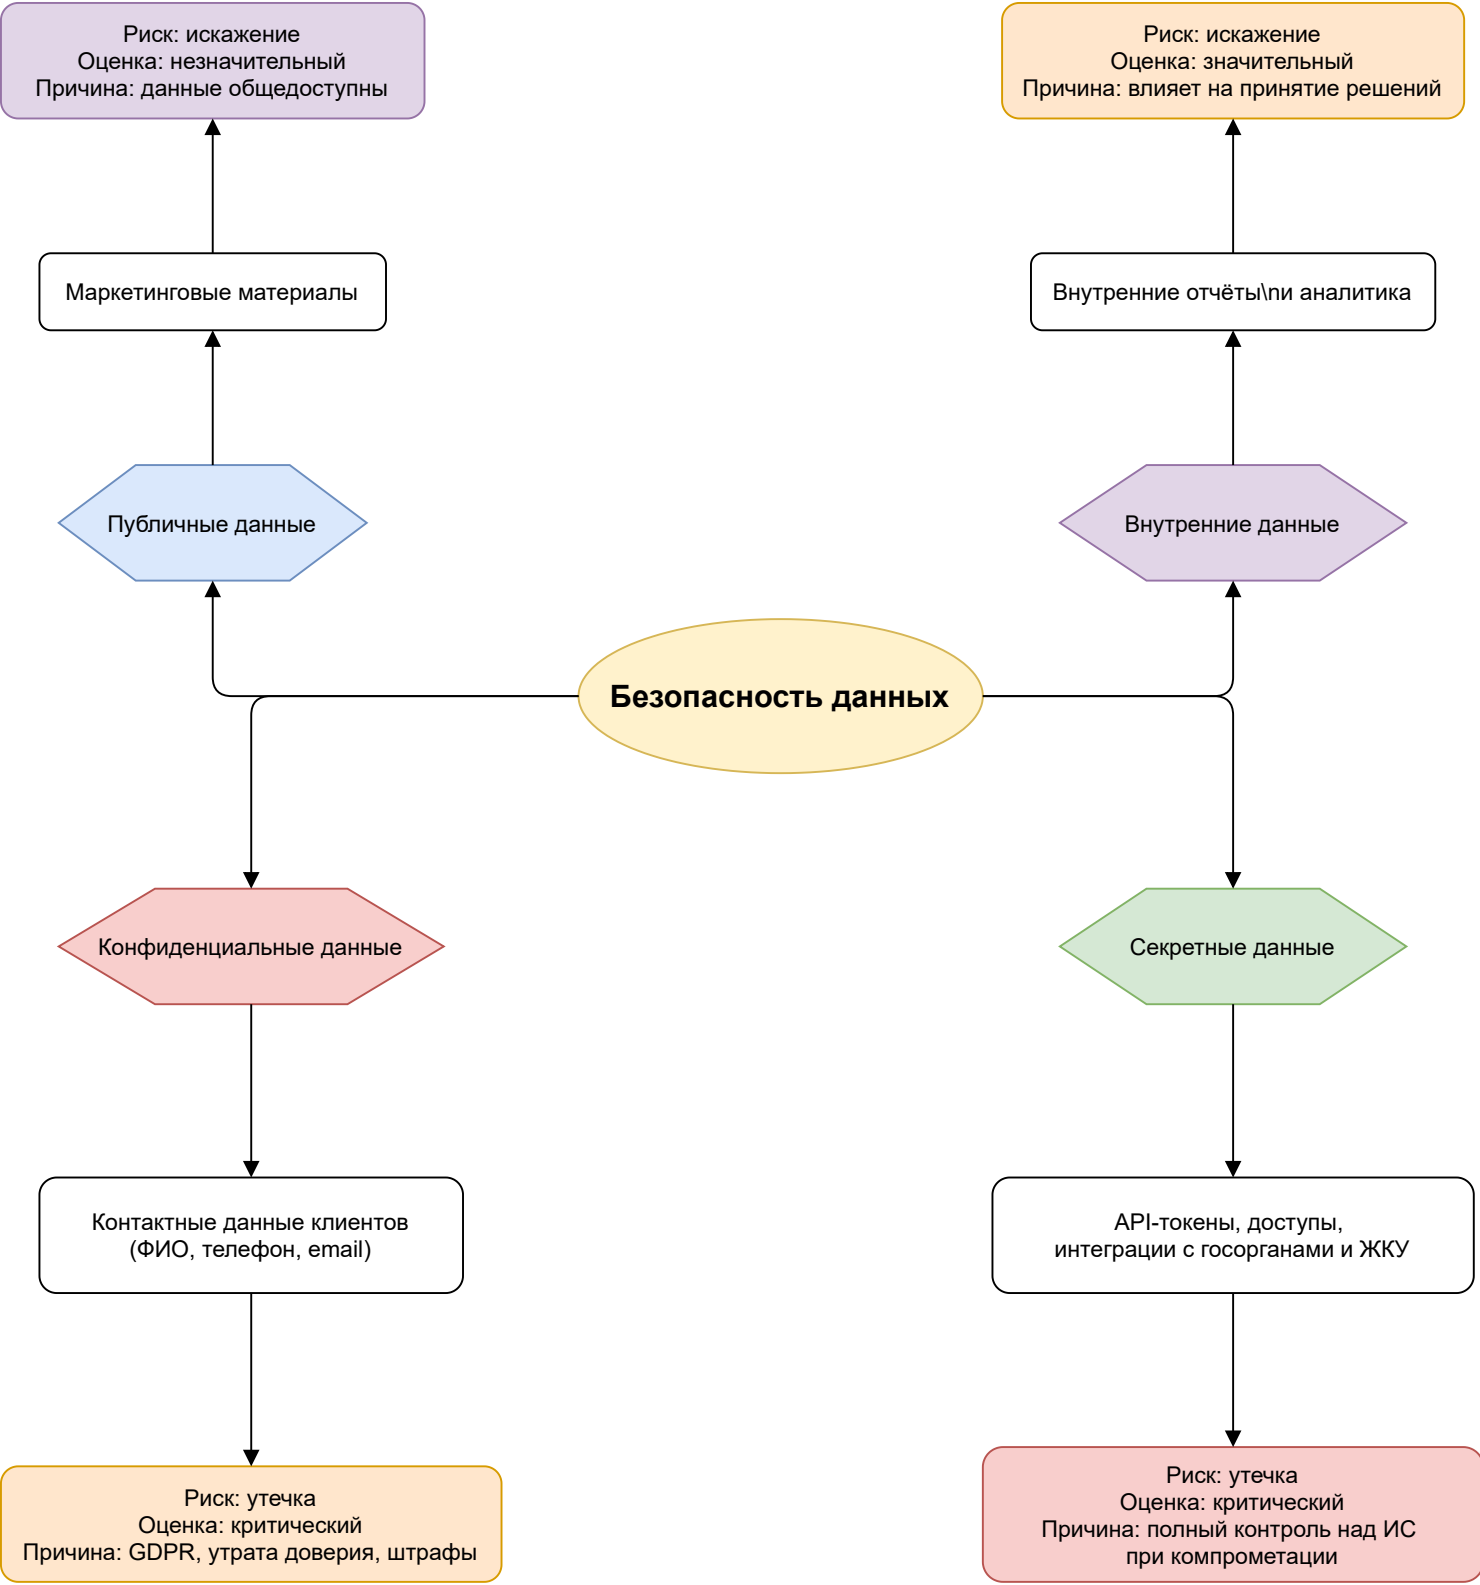 Риск: искажение
Оценка: незначительный
Причина: данные общедоступны
Риск: искажение
Оценка: значительный
Причина: влияет на принятие решений
Маркетинговые материалы
Внутренние отчёты\nи аналитика
Публичные данные
Внутренние данные
Безопасность данных
Конфиденциальные данные
Секретные данные
Контактные данные клиентов
(ФИО, телефон, email)
API-токены, доступы,
интеграции с госорганами и ЖКУ
Риск: утечка
Оценка: критический
Причина: GDPR, утрата доверия, штрафы
Риск: утечка
Оценка: критический
Причина: полный контроль над ИС
при компрометации